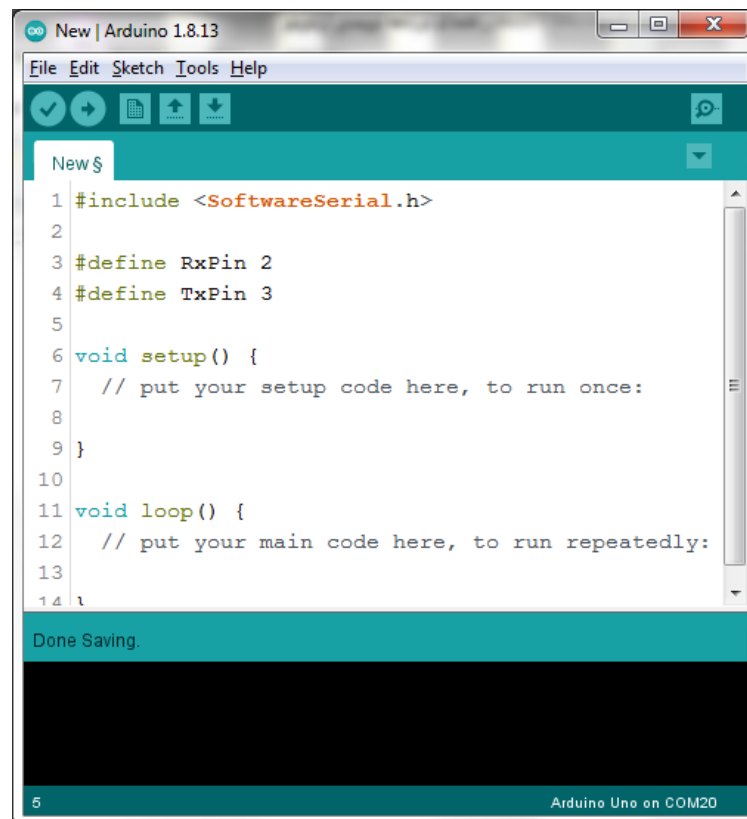 New | Arduino 1.8.13
File Edit Sketch Tools Help
New §
1 #include <SoftwareSerial.h>
2
3 #define RxPin 2
4 #define TxPin 3
5
6 void setup() {
7   // put your setup code here, to run once:
8
9 }
10
11 void loop() {
12   // put your main code here, to run repeatedly:
13
14 }
Done Saving.
5 Arduino Uno on COM20